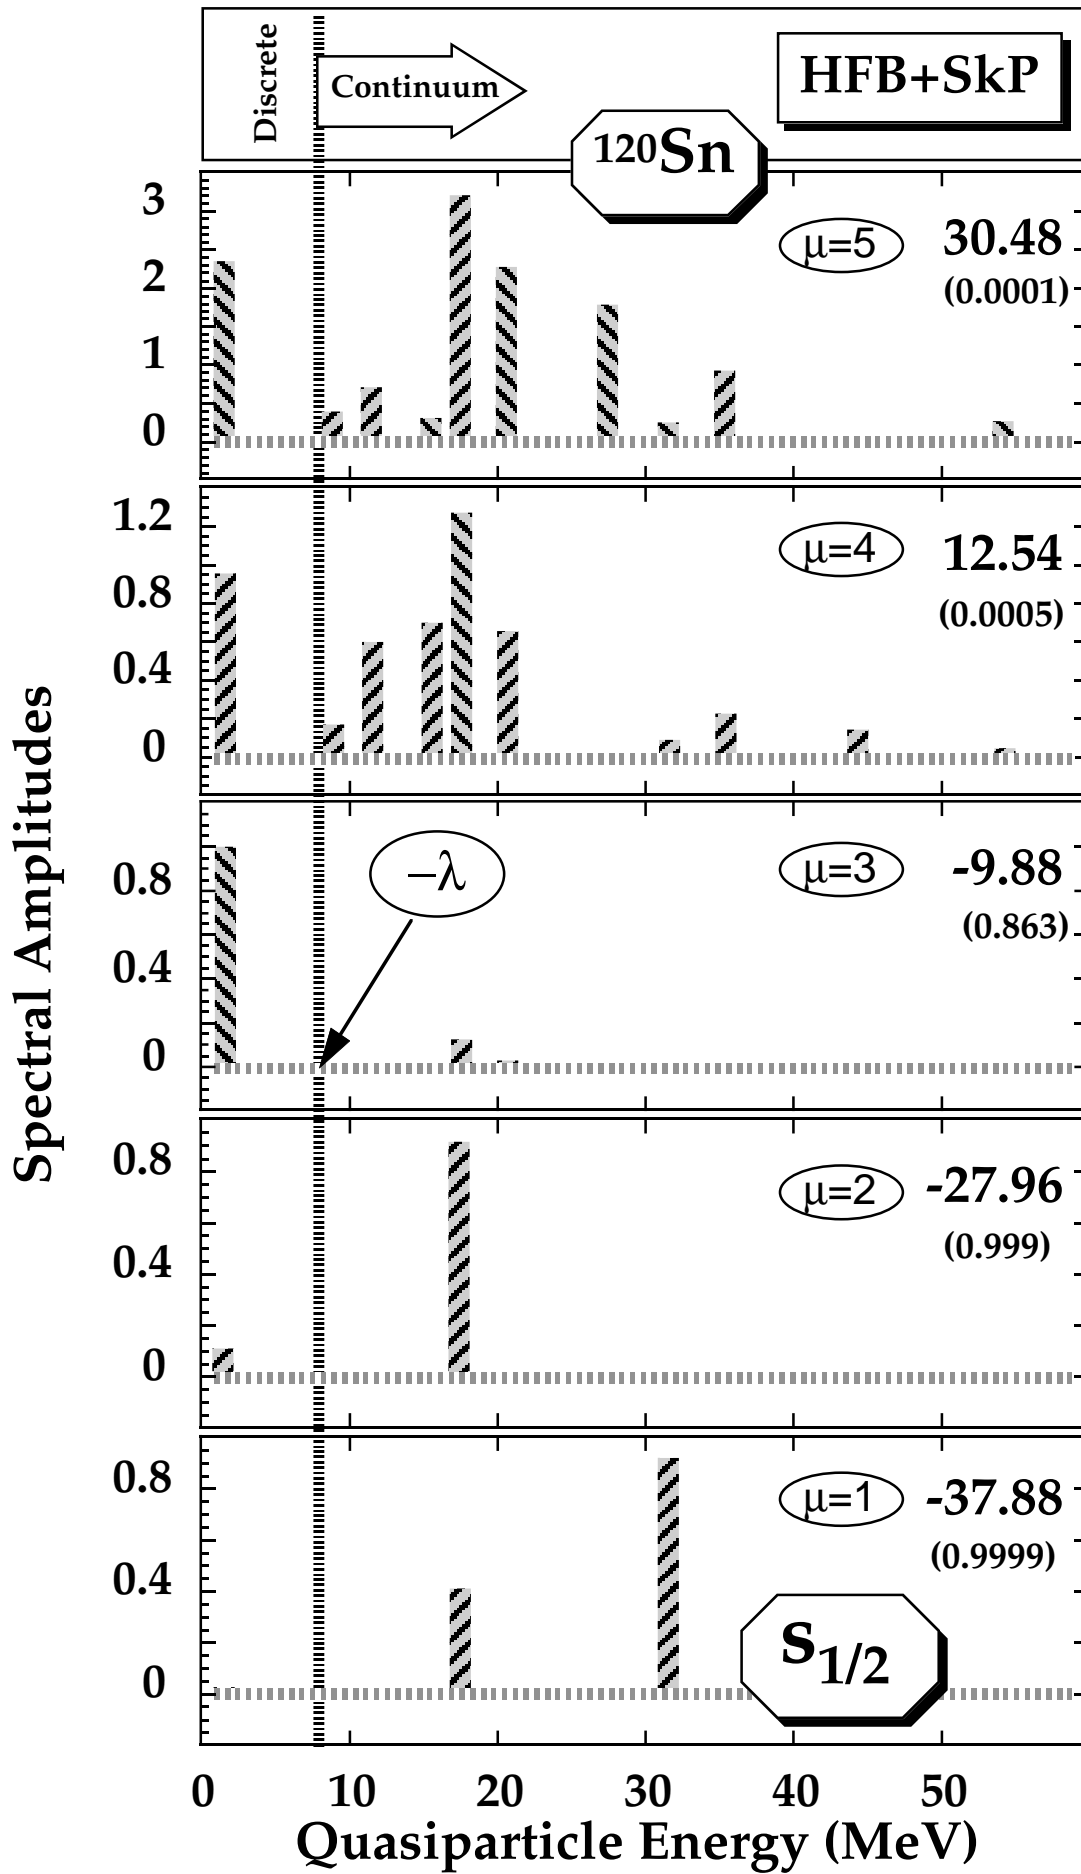 Discrete
Continuum
HFB+SkP
120Sn
3
2
1
0
μ=5
30.48
(0.0001)
1.2
0.8
0.4
0
μ=4
12.54
(0.0005)
0.8
0.4
0
−λ
μ=3
-9.88
(0.863)
0.8
0.4
0
μ=2
-27.96
(0.999)
0.8
0.4
0
μ=1
-37.88
(0.9999)
s1/2
Spectral Amplitudes
0 10 20 30 40 50
Quasiparticle Energy (MeV)